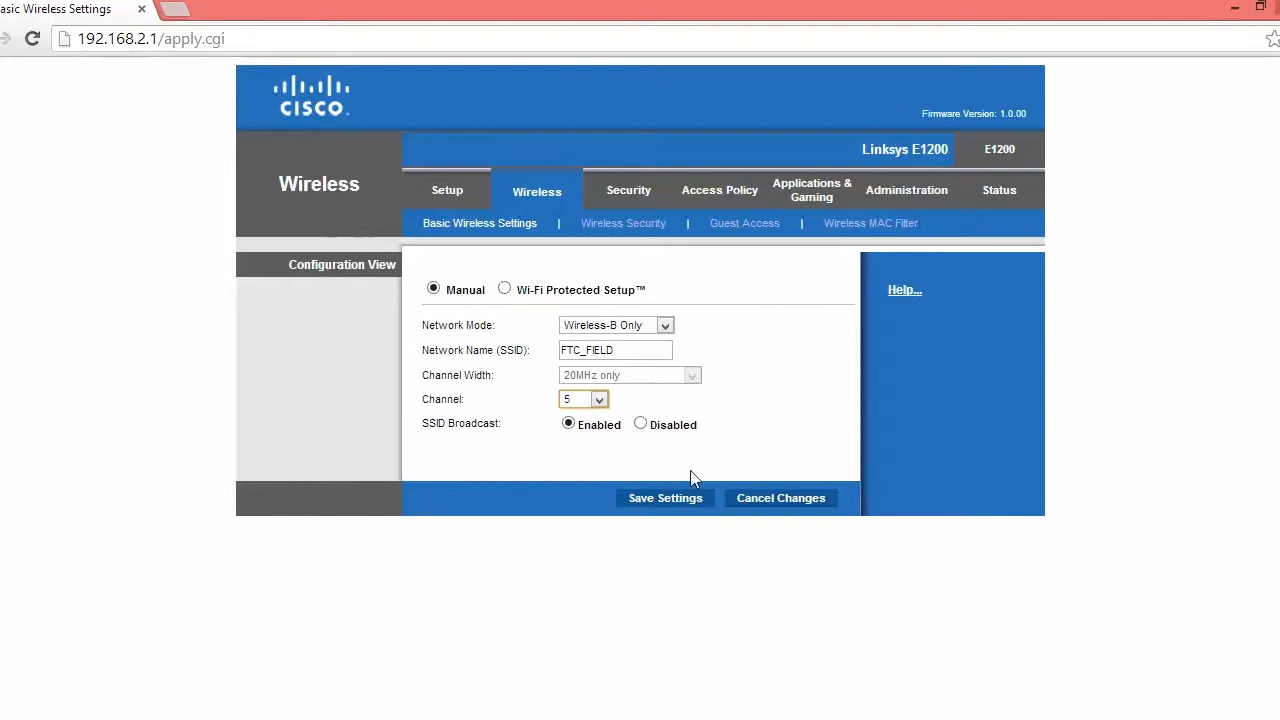 asic Wireless Settings
192.168.2.1/apply.cgi
CISCO.
Firmware Version: 1.0.00
Linksys E1200
E1200
Wireless
Setup
Wireless
Security
Access Policy
Applications &
Gaming
Administration
Status
Basic Wireless Settings | Wireless Security | Guest Access | Wireless MAC Filter
Configuration View
Manual
Wi-Fi Protected Setup™
Help...
Network Mode: Wireless-B Only
Network Name (SSID): FTC_FIELD
Channel Width: 20MHz only
Channel: 5
SSID Broadcast: Enabled Disabled
Save Settings Cancel Changes